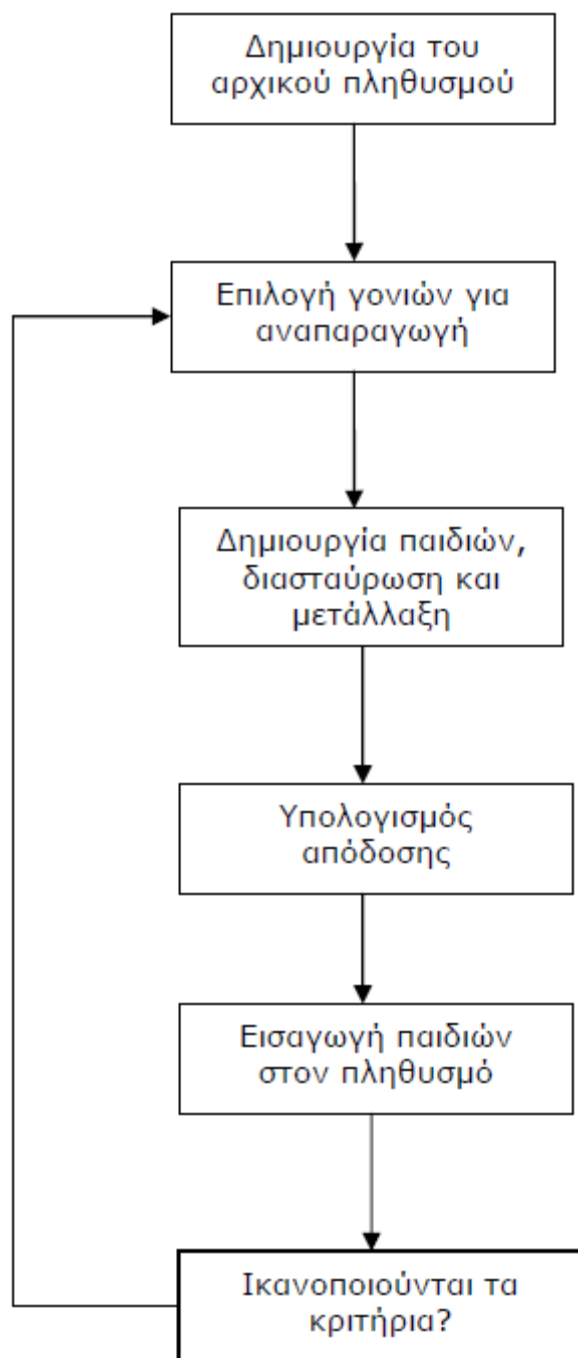 Δημιουργία του
αρχικού πληθυσμού
Επιλογή γονιών για
αναπαραγωγή
Δημιουργία παιδιών,
διασταύρωση και
μετάλλαξη
Υπολογισμός
απόδοσης
Εισαγωγή παιδιών
στον πληθυσμό
Ικανοποιούνται τα
κριτήρια?